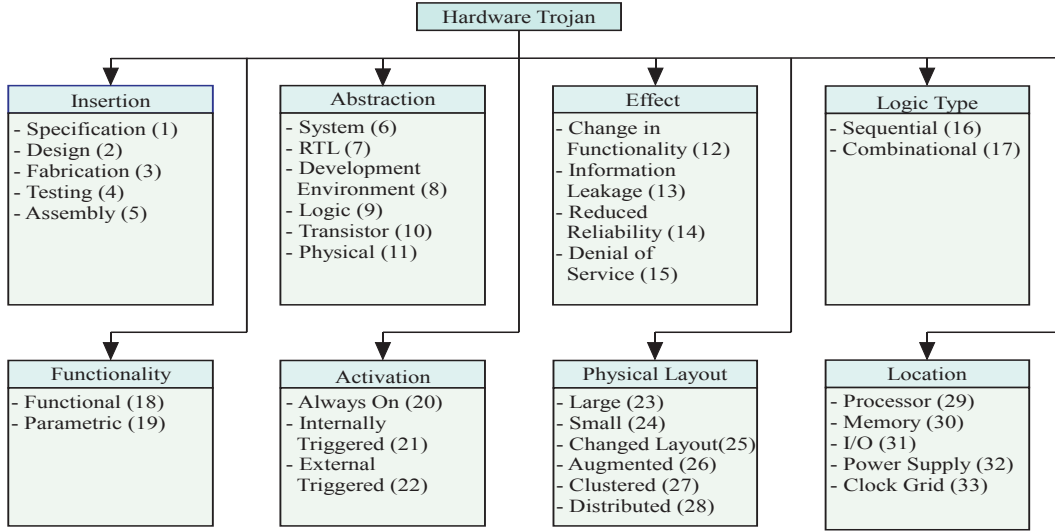 Hardware Trojan
Insertion
- Specification (1)
- Design (2)
- Fabrication (3)
- Testing (4)
- Assembly (5)
Abstraction
- System (6)
- RTL (7)
- Development
Environment (8)
- Logic (9)
- Transistor (10)
- Physical (11)
Effect
- Change in
Functionality (12)
- Information
Leakage (13)
- Reduced
Reliability (14)
- Denial of
Service (15)
Logic Type
- Sequential (16)
- Combinational (17)
Functionality
- Functional (18)
- Parametric (19)
Activation
- Always On (20)
- Internally
Triggered (21)
- External
Triggered (22)
Physical Layout
- Large (23)
- Small (24)
- Changed Layout(25)
- Augmented (26)
- Clustered (27)
- Distributed (28)
Location
- Processor (29)
- Memory (30)
- I/O (31)
- Power Supply (32)
- Clock Grid (33)